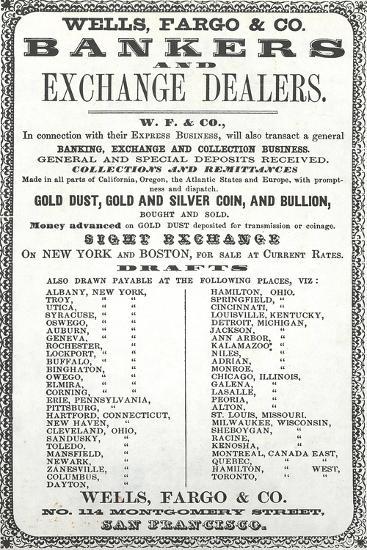 WELLS, FARGO & CO.
BANKERS
AND
EXCHANGE DEALERS.
W. F. & CO.,
In connection with their EXPRESS BUSINESS, will also transact a general
BANKING, EXCHANGE AND COLLECTION BUSINESS.
GENERAL AND SPECIAL DEPOSITS RECEIVED.
COLLECTIONS AND REMITTANCES
Made in all parts of California, Oregon, the Atlantic States and Europe, with prompt-
ness and dispatch.
GOLD DUST, GOLD AND SILVER COIN, AND BULLION,
BOUGHT AND SOLD.
Money advanced on GOLD DUST deposited for transmission or coinage.
SIGHT EXCHANGE
ON NEW YORK AND BOSTON, FOR SALE AT CURRENT RATES.
DRAFTS
ALSO DRAWN PAYABLE AT THE FOLLOWING PLACES, VIZ:
ALBANY, NEW YORK,
TROY, " "
UTICA, " "
SYRACUSE, " "
OSWEGO, " "
AUBURN, " "
GENEVA, " "
ROCHESTER, " "
LOCKPORT, " "
BUFFALO, " "
BINGHATON, " "
OWEGO, " "
ELMIRA, " "
CORNING, " "
ERIE, PENNSYLVANIA,
PITTSBURG, "
HARTFORD, CONNECTICUT,
NEW HAVEN, "
CLEVELAND, OHIO,
SANDUSKY, "
TOLEDO, "
MANSFIELD, "
NEWARK, "
ZANESVILLE, "
COLUMBUS, "
DAYTON, "
HAMILTON, OHIO.
SPRINGFIELD, "
CINCINNATI, "
LOUISVILLE, KENTUCKY,
DETROIT, MICHIGAN,
JACKSON, "
ANN ARBOR, "
KALAMAZOO, "
NILES, "
ADRIAN, "
MONROE, "
CHICAGO, ILLINOIS,
GALENA, "
LASALLE, "
PEORIA, "
ALTON, "
ST. LOUIS, MISSOURI.
MILWAUKEE, WISCONSIN,
SHEBOYGAN, "
RACINE, "
KENOSHA, "
MONTREAL, CANADA EAST,
QUEBEC, " "
HAMILTON, " WEST,
TORONTO, " "
WELLS, FARGO & CO.
NO. 114 MONTGOMERY STREET,
SAN FRANCISCO.